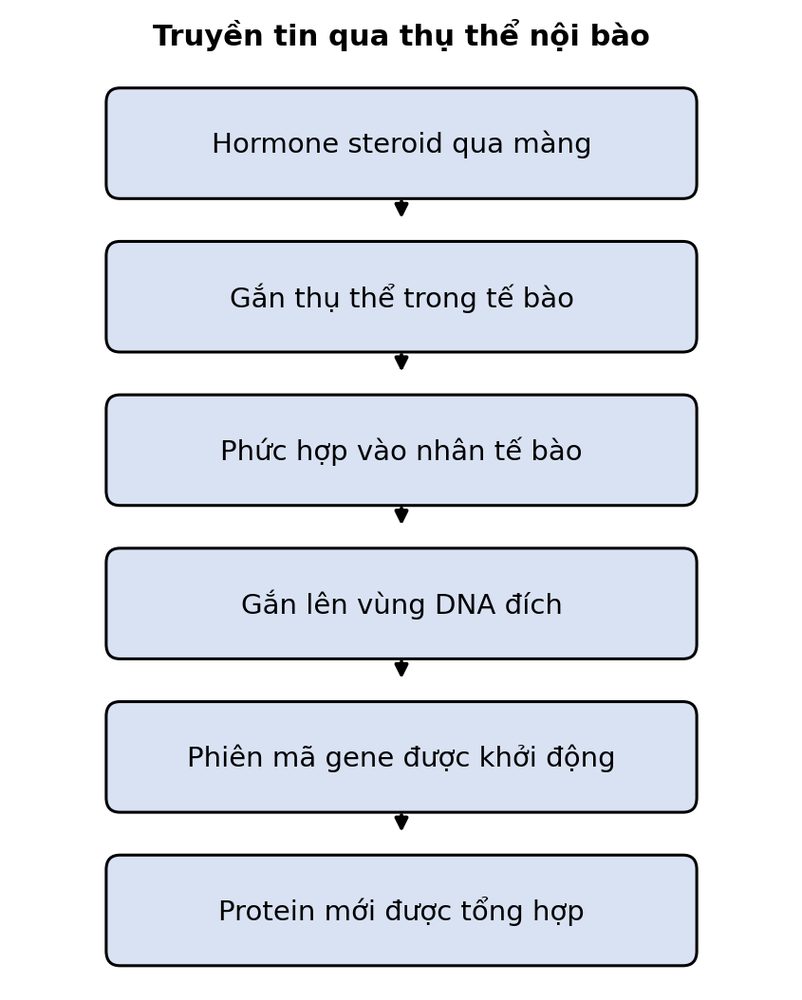 Truyền tin qua thụ thể nội bào
Hormone steroid qua màng
Gắn thụ thể trong tế bào
Phức hợp vào nhân tế bào
Gắn lên vùng DNA đích
Phiên mã gene được khởi động
Protein mới được tổng hợp